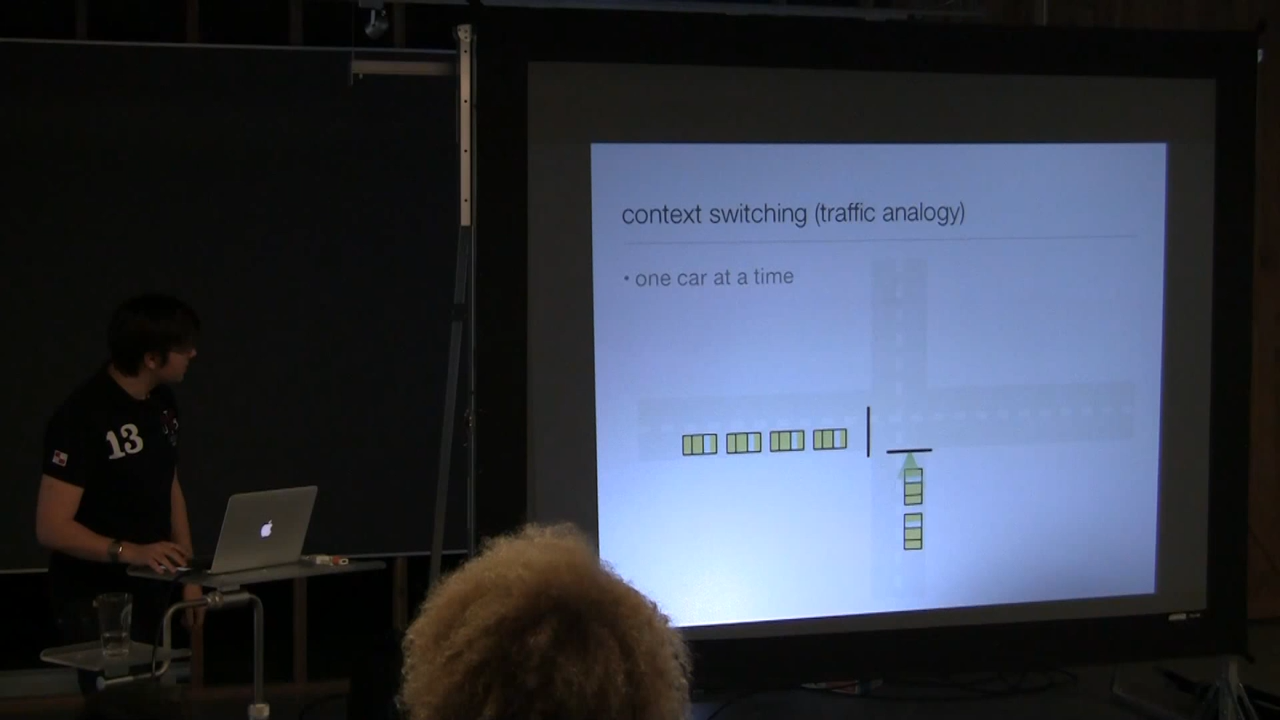 context switching (traffic analogy)
• one car at a time
13